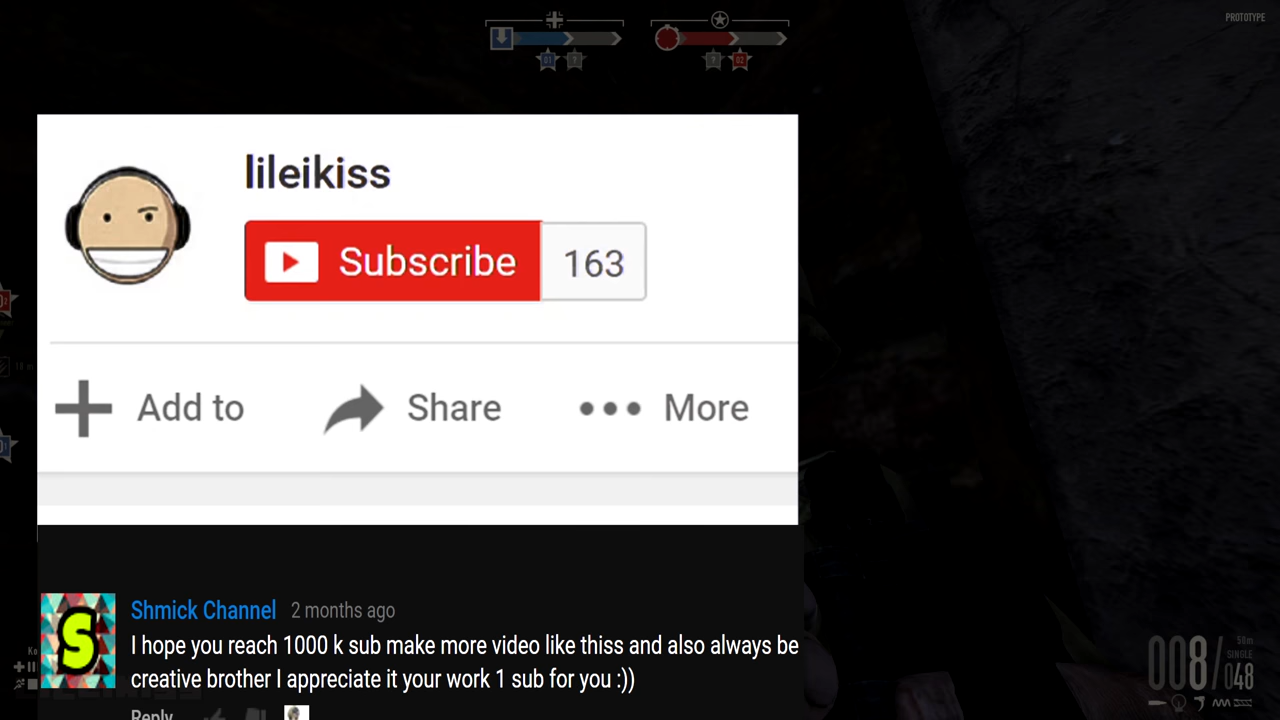 PROTOTYPE
lileikiss
Subscribe 163
Add to Share More
Shmick Channel 2 months ago
I hope you reach 1000 k sub make more video like thiss and also always be
creative brother I appreciate it your work 1 sub for you :))
Reply
50m
SINGLE
008/048